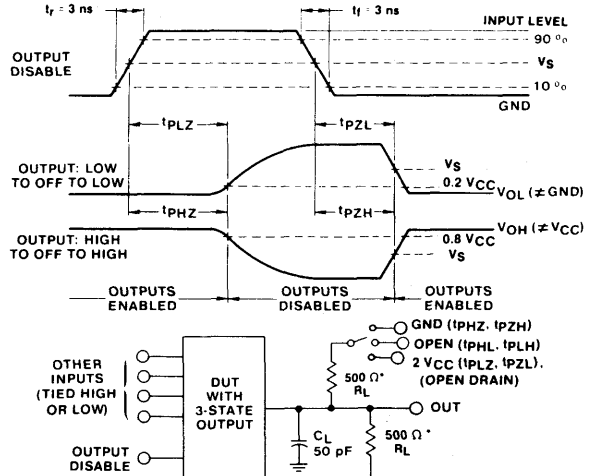 tr = 3 ns
tf = 3 ns
INPUT LEVEL
90 %
OUTPUT
DISABLE
VS
10 %
GND
tPLZ
tPZL
OUTPUT: LOW
TO OFF TO LOW
VS
0.2 VCC
VOL (≠ GND)
tPHZ
tPZH
VOH (≠ VCC)
OUTPUT: HIGH
TO OFF TO HIGH
0.8 VCC
VS
OUTPUTS
ENABLED
OUTPUTS
DISABLED
OUTPUTS
ENABLED
GND (tPHZ, tPZH)
OPEN (tPHL, tPLH)
2 VCC (tPLZ, tPZL),
(OPEN DRAIN)
OTHER
INPUTS
(TIED HIGH
OR LOW)
DUT
WITH
3-STATE
OUTPUT
500 Ω*
RL
OUT
CL
50 pF
500 Ω*
RL
OUTPUT
DISABLE